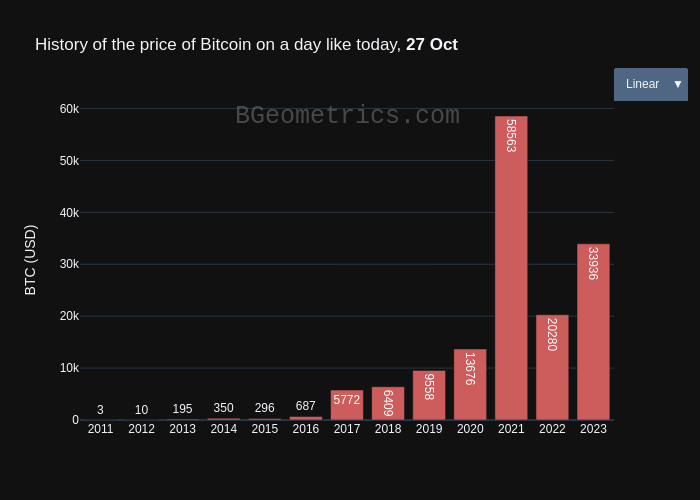 History of the price of Bitcoin on a day like today, 27 Oct
Linear ▼
BGeometrics.com
BTC (USD)
60k
50k
40k
30k
20k
10k
0
3
10
195
350
296
687
5772
6409
9558
13676
58563
20280
33936
2011 2012 2013 2014 2015 2016 2017 2018 2019 2020 2021 2022 2023